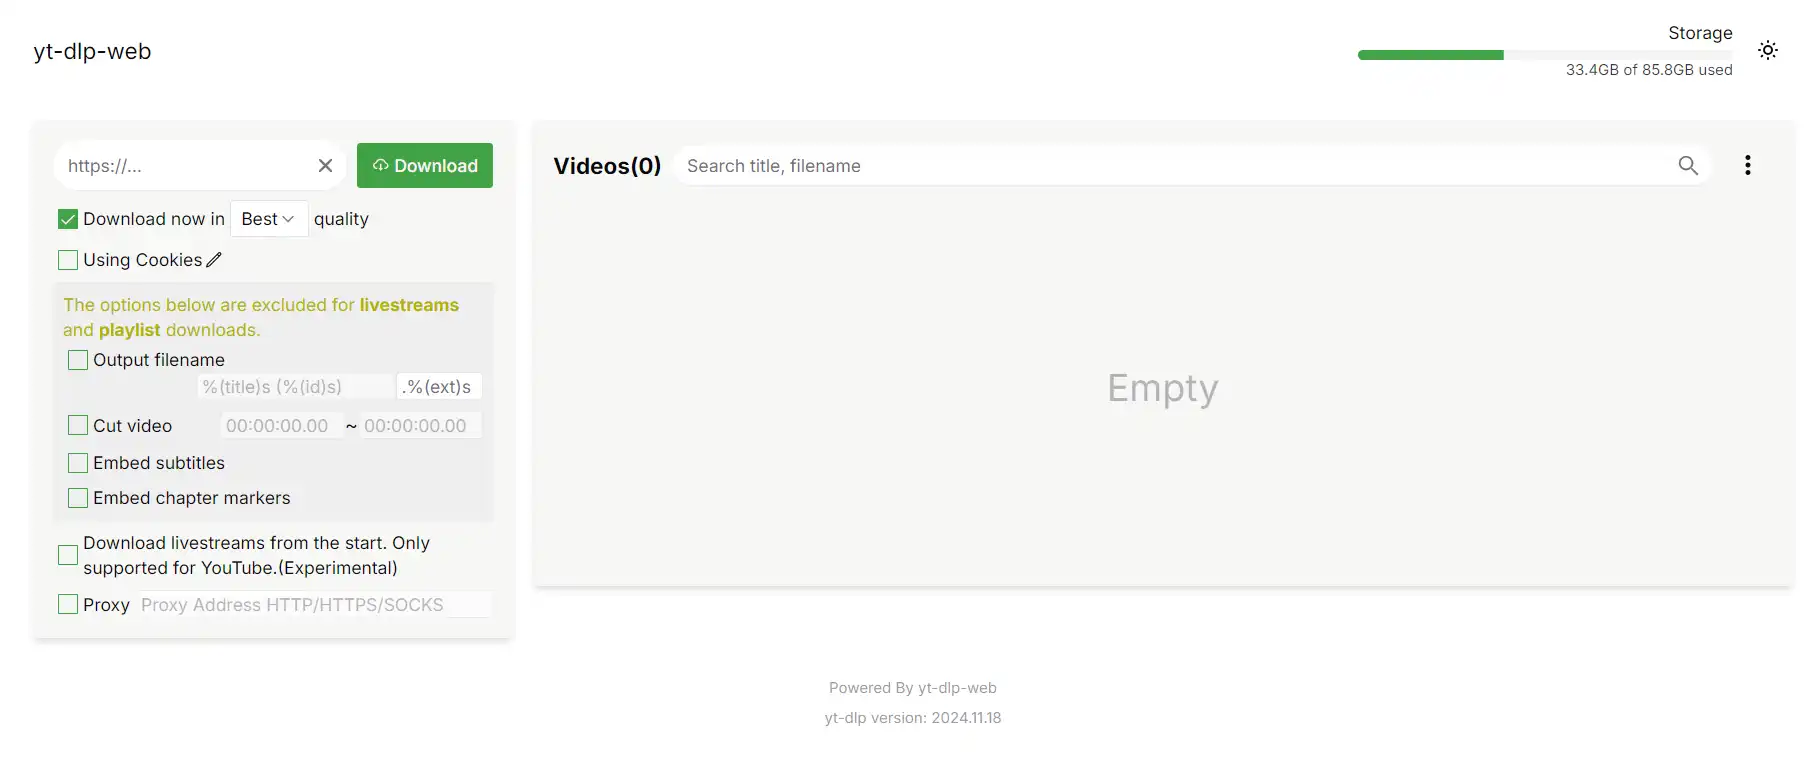 yt-dlp-web
Storage
33.4GB of 85.8GB used
https://...
Download
Download now in Best quality
Using Cookies
The options below are excluded for livestreams
and playlist downloads.
Output filename
%(title)s (%(id)s) .%(ext)s
Cut video 00:00:00.00 ~ 00:00:00.00
Embed subtitles
Embed chapter markers
Download livestreams from the start. Only
supported for YouTube.(Experimental)
Proxy Proxy Address HTTP/HTTPS/SOCKS
Videos(0) Search title, filename
Empty
Powered By yt-dlp-web
yt-dlp version: 2024.11.18